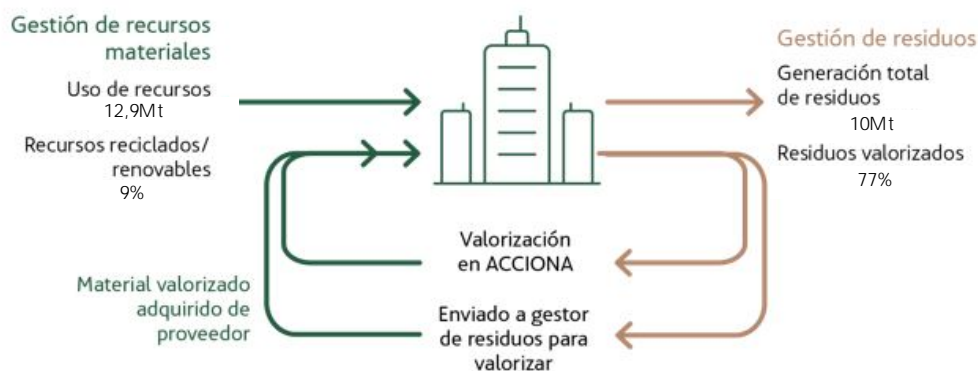 Gestión de recursos
materiales
Uso de recursos
12,9Mt
Recursos reciclados/
renovables
9%
Material valorizado
adquirido de
proveedor
Valorización
en ACCIONA
Enviado a gestor
de residuos para
valorizar
Gestión de residuos
Generación total
de residuos
10Mt
Residuos valorizados
77%